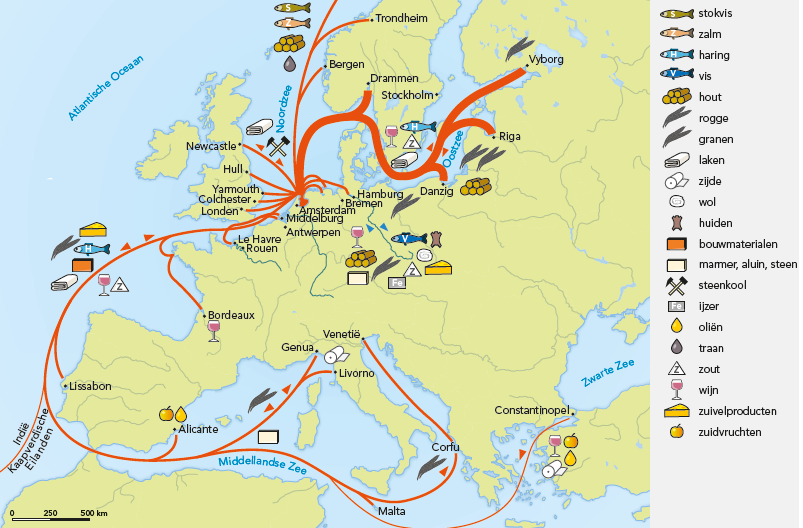 S
Z
H
Trondheim
Bergen
Drammen
Stockholm
Vyborg
Atlantische Oceaan
Noordzee
Oostzee
Z
Riga
Newcastle
Hull
Yarmouth
Colchester
Londen
Danzig
Hamburg
Bremen
Amsterdam
Middelburg
Antwerpen
Le Havre
Rouen
H
Z
V
Z
Fe
Bordeaux
Venetië
Genua
Livorno
Zwarte Zee
Lissabon
Constantinopel
Indië
Kaapverdische
Eilanden
Alicante
Corfu
Middellandse Zee
Malta
0 250 500 km
S stokvis
Z zalm
H haring
V vis
hout
rogge
granen
laken
zijde
wol
huiden
bouwmaterialen
marmer, aluin, steen
steenkool
Fe ijzer
oliën
traan
Z zout
wijn
zuivelproducten
zuidvruchten